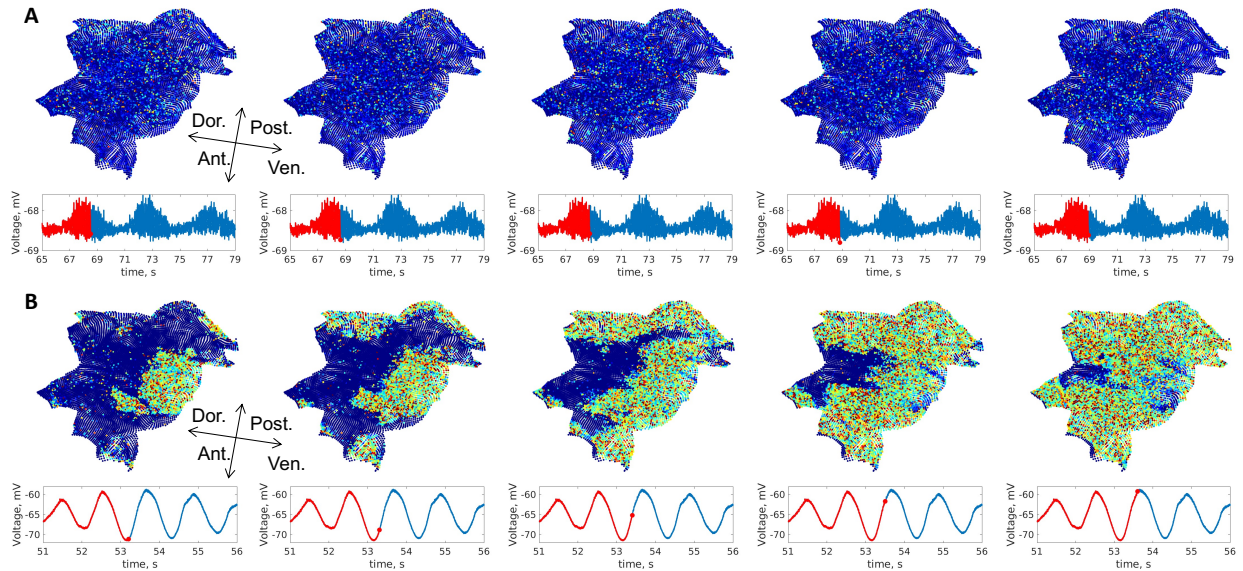 A
Dor.
Post.
Ant.
Ven.
Voltage, mV
-68
-69
65 67 69 71 73 75 77 79
time, s
Voltage, mV
-68
-69
65 67 69 71 73 75 77 79
time, s
Voltage, mV
-68
-69
65 67 69 71 73 75 77 79
time, s
Voltage, mV
-68
-69
65 67 69 71 73 75 77 79
time, s
Voltage, mV
-68
-69
65 67 69 71 73 75 77 79
time, s
B
Dor.
Post.
Ant.
Ven.
Voltage, mV
-60
-65
-70
51 52 53 54 55 56
time, s
Voltage, mV
-60
-65
-70
51 52 53 54 55 56
time, s
Voltage, mV
-60
-65
-70
51 52 53 54 55 56
time, s
Voltage, mV
-60
-65
-70
51 52 53 54 55 56
time, s
Voltage, mV
-60
-65
-70
51 52 53 54 55 56
time, s